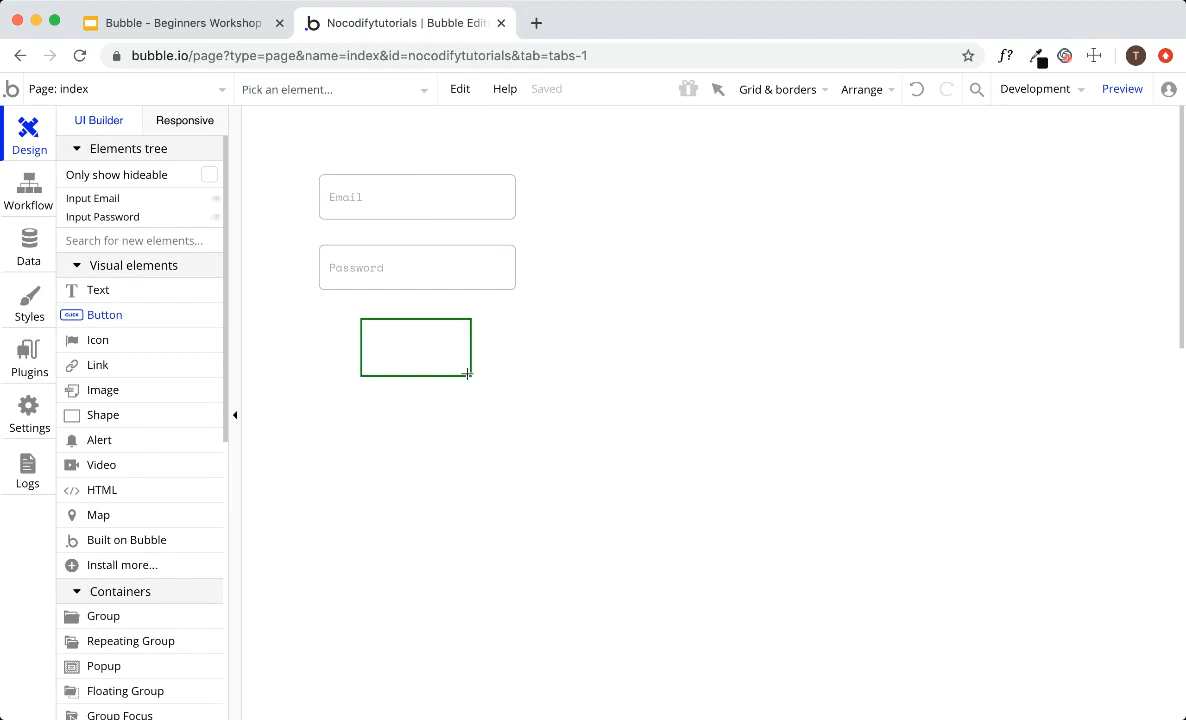 Bubble - Beginners Workshop
Nocodifytutorials | Bubble Edit
bubble.io/page?type=page&name=index&id=nocodifytutorials&tab=tabs-1
f?
T
Page: index
Pick an element...
Edit
Help
Saved
Grid & borders
Arrange
Development
Preview
UI Builder
Responsive
Design
Workflow
Data
Styles
Plugins
Settings
Logs
Elements tree
Only show hideable
Input Email
Input Password
Search for new elements...
Visual elements
Text
CLICK
Button
Icon
Link
Image
Shape
Alert
Video
HTML
Map
Built on Bubble
Install more...
Containers
Group
Repeating Group
Popup
Floating Group
Group Focus
Email
Password